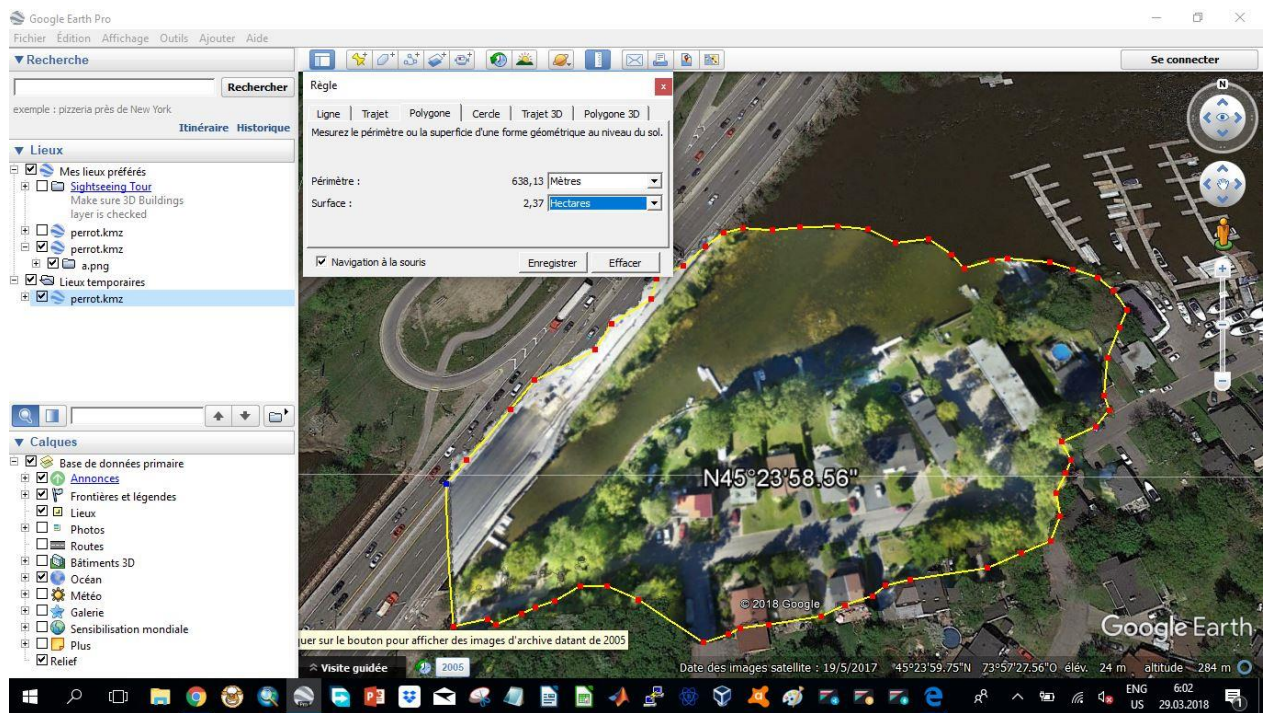 Google Earth Pro
Fichier Édition Affichage Outils Ajouter Aide
▼ Recherche
Rechercher
exemple : pizzeria près de New York
Itinéraire Historique
▼ Lieux
Mes lieux préférés
Sightseeing Tour
Make sure 3D Buildings
layer is checked
perrot.kmz
perrot.kmz
a.png
Lieux temporaires
perrot.kmz
▼ Calques
Base de données primaire
Annonces
Frontières et légendes
Lieux
Photos
Routes
Bâtiments 3D
Océan
Météo
Galerie
Sensibilisation mondiale
Plus
Relief
Se connecter
Règle
Ligne Trajet Polygone Cercle Trajet 3D Polygone 3D
Mesurez le périmètre ou la superficie d'une forme géométrique au niveau du sol.
Périmètre : 638,13 Mètres
Surface : 2,37 Hectares
Navigation à la souris Enregistrer Effacer
N
N45°23'58.56"
© 2018 Google
Google Earth
uer sur le bouton pour afficher des images d'archive datant de 2005
Visite guidée 2005 Date des images satellite : 19/5/2017 45°23'59.75"N 73°57'27.56"O élév. 24 m altitude 284 m
ENG 6:02
US 29.03.2018